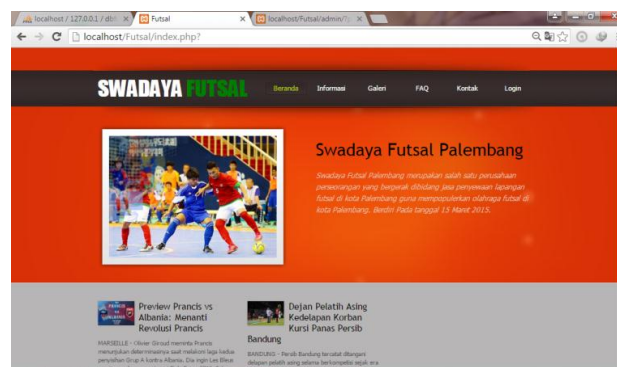 localhost / 127.0.0.1 / db
Futsal
localhost/Futsal/admin/?
localhost/Futsal/index.php?
SWADAYA FUTSAL
Beranda Informasi Galeri FAQ Kontak Login
Swadaya Futsal Palembang
Swadaya Futsal Palembang merupakan salah satu perusahaan
perseorangan yang bergerak dibidang jasa penyewaan lapangan
futsal di kota Palembang guna mempopulerkan olahraga futsal di
kota Palembang. Berdiri Pada tanggal 15 Maret 2015.
Preview Prancis vs
Albania: Menanti
Revolusi Prancis
MARSEILLE - Olivier Giroud meminta Prancis
menunjukan determinasinya saat melakoni laga kedua
penyisihan Grup A kontra Albania. Dia ingin Les Bleus
Dejan Pelatih Asing
Kedelapan Korban
Kursi Panas Persib
Bandung
BANDUNG - Persib Bandung tercatat ditangani
delapan pelatih asing selama berkompetisi sejak era